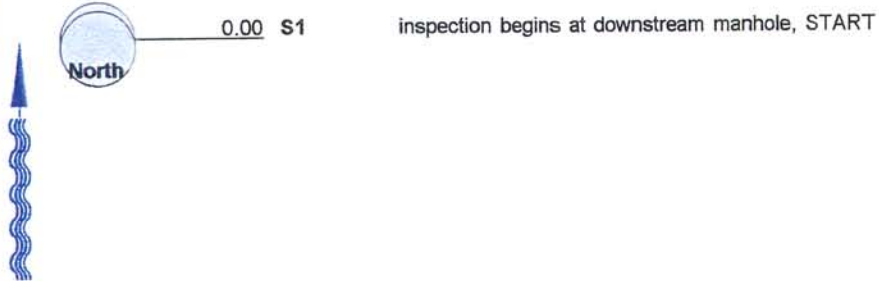 0.00 S1 inspection begins at downstream manhole, START
North